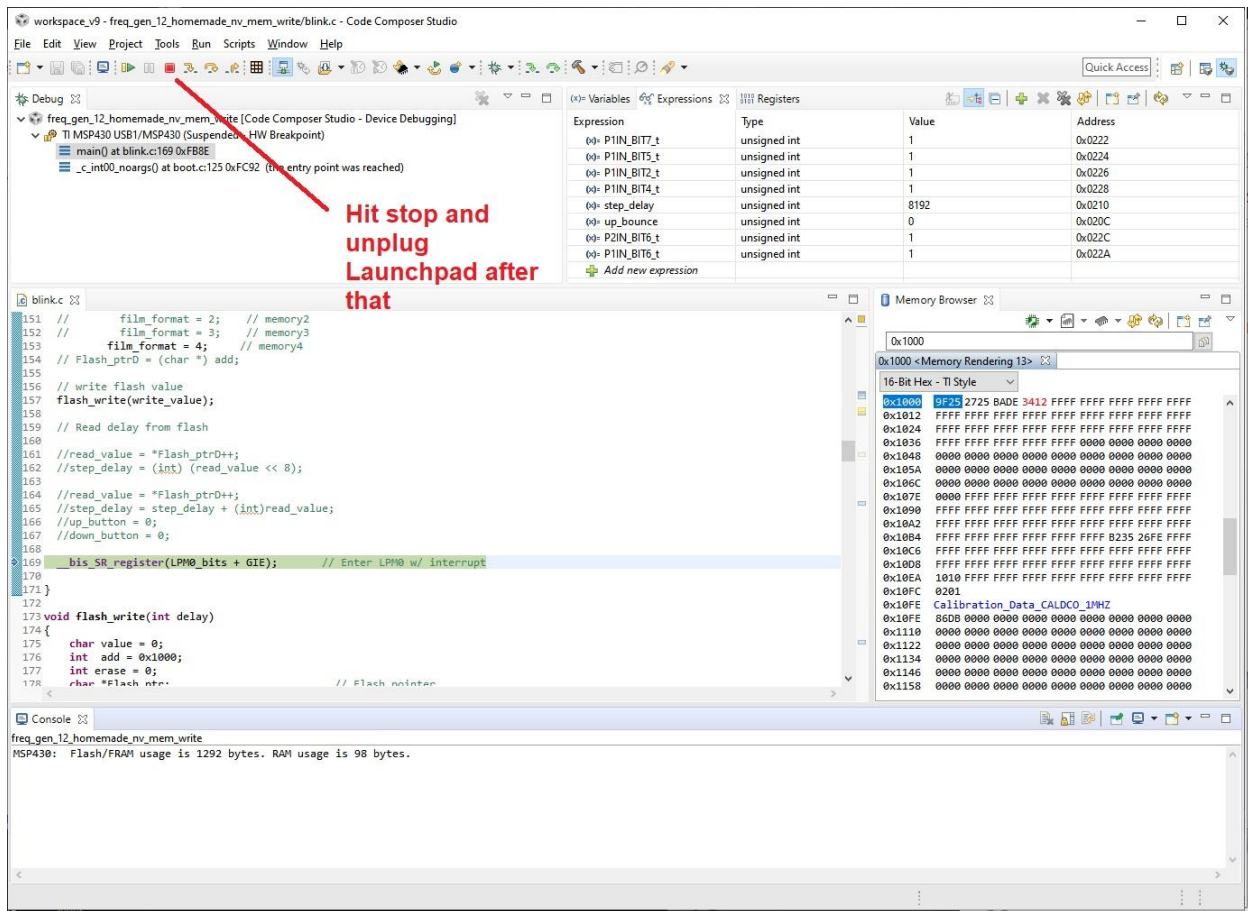 workspace_v9 - freq_gen_12_homemade_nv_mem_write/blink.c - Code Composer Studio
File Edit View Project Tools Run Scripts Window Help
Quick Access
Debug
freq_gen_12_homemade_nv_mem_write [Code Composer Studio - Device Debugging]
TI MSP430 USB1/MSP430 (Suspended - HW Breakpoint)
main() at blink.c:169 0xFB8E
_c_int00_noargs() at boot.c:125 0xFC92 (the entry point was reached)
Hit stop and
unplug
Launchpad after
that
(x)= Variables Expressions Registers
Expression Type Value Address
(x)= P1IN_BIT7_t unsigned int 1 0x0222
(x)= P1IN_BIT5_t unsigned int 1 0x0224
(x)= P1IN_BIT2_t unsigned int 1 0x0226
(x)= P1IN_BIT4_t unsigned int 1 0x0228
(x)= step_delay unsigned int 8192 0x0210
(x)= up_bounce unsigned int 0 0x020C
(x)= P2IN_BIT6_t unsigned int 1 0x022C
(x)= P1IN_BIT6_t unsigned int 1 0x022A
Add new expression
blink.c
151 // film_format = 2; // memory2
152 // film_format = 3; // memory3
153 film_format = 4; // memory4
154 // Flash_ptrD = (char *) add;
155
156 // write flash value
157 flash_write(write_value);
158
159 // Read delay from flash
160
161 //read_value = *Flash_ptrD++;
162 //step_delay = (int) (read_value << 8);
163
164 //read_value = *Flash_ptrD++;
165 //step_delay = step_delay + (int)read_value;
166 //up_button = 0;
167 //down_button = 0;
168
169 __bis_SR_register(LPM0_bits + GIE); // Enter LPM0 w/ interrupt
170
171 }
172
173 void flash_write(int delay)
174 {
175 char value = 0;
176 int add = 0x1000;
177 int erase = 0;
178 char *Flash_ptr; // Flash pointer
Memory Browser
0x1000
0x1000 <Memory Rendering 13>
16-Bit Hex - TI Style
0x1000 9F25 2725 BADE 3412 FFFF FFFF FFFF FFFF FFFF
0x1012 FFFF FFFF FFFF FFFF FFFF FFFF FFFF FFFF FFFF
0x1024 FFFF FFFF FFFF FFFF FFFF FFFF FFFF FFFF FFFF
0x1036 FFFF FFFF FFFF FFFF FFFF 0000 0000 0000 0000
0x1048 0000 0000 0000 0000 0000 0000 0000 0000 0000
0x105A 0000 0000 0000 0000 0000 0000 0000 0000 0000
0x106C 0000 0000 0000 0000 0000 0000 0000 0000 0000
0x107E 0000 FFFF FFFF FFFF FFFF FFFF FFFF FFFF FFFF
0x1090 FFFF FFFF FFFF FFFF FFFF FFFF FFFF FFFF FFFF
0x10A2 FFFF FFFF FFFF FFFF FFFF FFFF FFFF FFFF FFFF
0x10B4 FFFF FFFF FFFF FFFF FFFF FFFF B235 26FE FFFF
0x10C6 FFFF FFFF FFFF FFFF FFFF FFFF FFFF FFFF FFFF
0x10D8 FFFF FFFF FFFF FFFF FFFF FFFF FFFF FFFF FFFF
0x10EA 1010 FFFF FFFF FFFF FFFF FFFF FFFF FFFF FFFF
0x10FC 0201
0x10FE Calibration_Data_CALDCO_1MHZ
0x10FE 86DB 0000 0000 0000 0000 0000 0000 0000 0000
0x1110 0000 0000 0000 0000 0000 0000 0000 0000 0000
0x1122 0000 0000 0000 0000 0000 0000 0000 0000 0000
0x1134 0000 0000 0000 0000 0000 0000 0000 0000 0000
0x1146 0000 0000 0000 0000 0000 0000 0000 0000 0000
0x1158 0000 0000 0000 0000 0000 0000 0000 0000 0000
Console
freq_gen_12_homemade_nv_mem_write
MSP430: Flash/FRAM usage is 1292 bytes. RAM usage is 98 bytes.